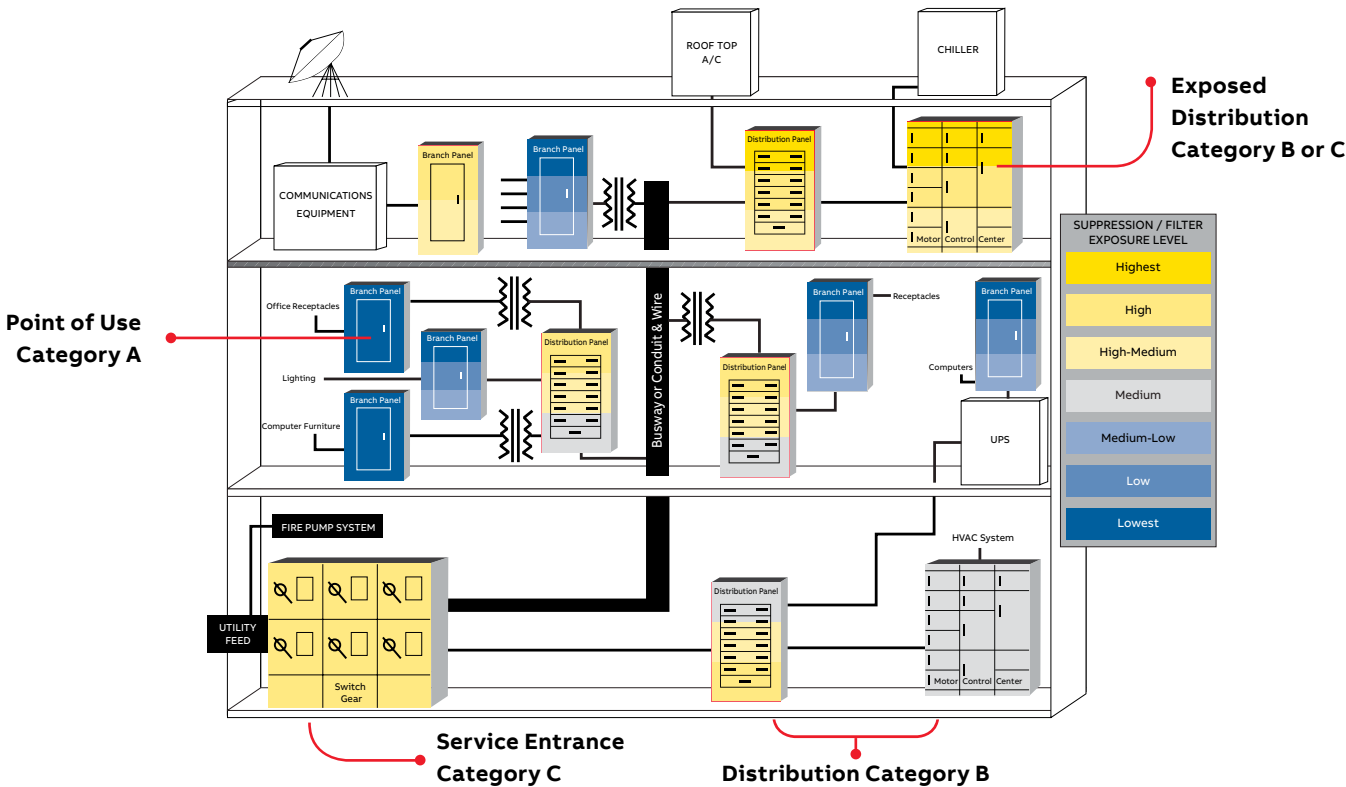 ROOF TOP
A/C
CHILLER
Exposed
Distribution
Category B or C
Branch Panel
Branch Panel
Distribution Panel
COMMUNICATIONS
EQUIPMENT
Motor
Control
Center
SUPPRESSION / FILTER
EXPOSURE LEVEL
Highest
High
High-Medium
Medium
Medium-Low
Low
Lowest
Point of Use
Category A
Office Receptacles
Branch Panel
Lighting
Branch Panel
Computer Furniture
Branch Panel
Distribution Panel
Busway or Conduit & Wire
Distribution Panel
Branch Panel
Receptacles
Branch Panel
Computers
UPS
FIRE PUMP SYSTEM
UTILITY
FEED
Switch
Gear
Distribution Panel
HVAC System
Motor
Control
Center
Service Entrance
Category C
Distribution Category B